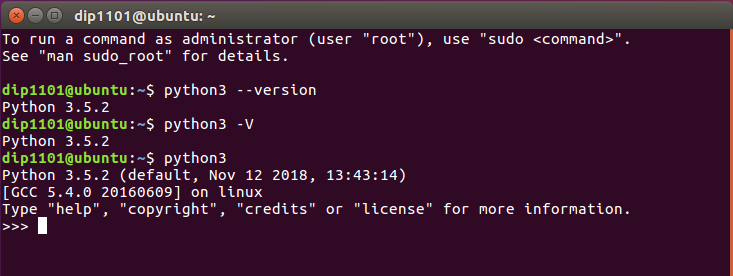 dip1101@ubuntu: ~
To run a command as administrator (user "root"), use "sudo <command>".
See "man sudo_root" for details.
dip1101@ubuntu:~$ python3 --version
Python 3.5.2
dip1101@ubuntu:~$ python3 -V
Python 3.5.2
dip1101@ubuntu:~$ python3
Python 3.5.2 (default, Nov 12 2018, 13:43:14)
[GCC 5.4.0 20160609] on linux
Type "help", "copyright", "credits" or "license" for more information.
>>>